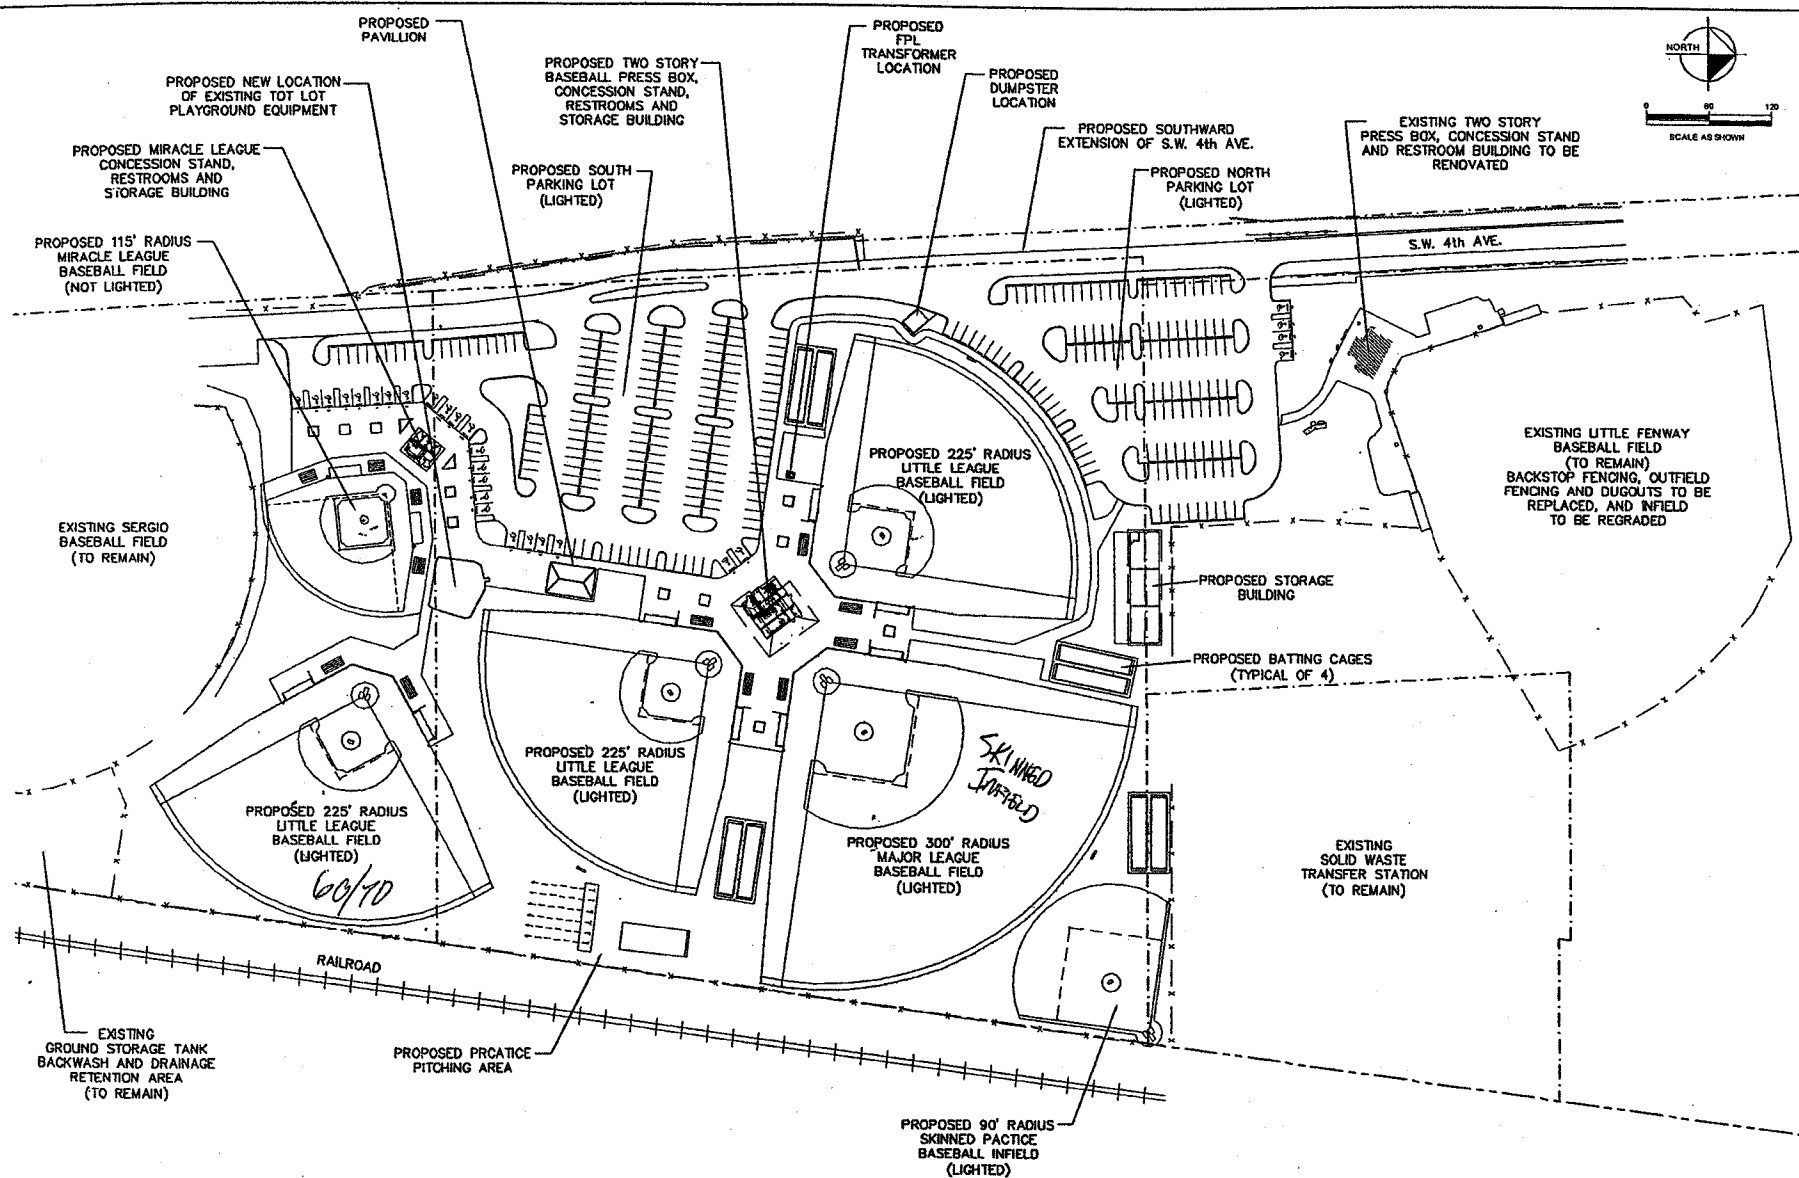 PROPOSED
PAVILLION
PROPOSED
FPL
TRANSFORMER
LOCATION
NORTH
PROPOSED NEW LOCATION
OF EXISTING TOT LOT
PLAYGROUND EQUIPMENT
PROPOSED TWO STORY
BASEBALL PRESS BOX,
CONCESSION STAND,
RESTROOMS AND
STORAGE BUILDING
PROPOSED
DUMPSTER
LOCATION
0 60 120
SCALE AS SHOWN
PROPOSED MIRACLE LEAGUE
CONCESSION STAND,
RESTROOMS AND
STORAGE BUILDING
PROPOSED SOUTHWARD
EXTENSION OF S.W. 4th AVE.
EXISTING TWO STORY
PRESS BOX, CONCESSION STAND
AND RESTROOM BUILDING TO BE
RENOVATED
PROPOSED SOUTH
PARKING LOT
(LIGHTED)
PROPOSED NORTH
PARKING LOT
(LIGHTED)
PROPOSED 115' RADIUS
MIRACLE LEAGUE
BASEBALL FIELD
(NOT LIGHTED)
S.W. 4th AVE.
PROPOSED 225' RADIUS
LITTLE LEAGUE
BASEBALL FIELD
(LIGHTED)
EXISTING LITTLE FENWAY
BASEBALL FIELD
(TO REMAIN)
BACKSTOP FENCING, OUTFIELD
FENCING AND DUGOUTS TO BE
REPLACED, AND INFIELD
TO BE REGRADED
EXISTING SERGIO
BASEBALL FIELD
(TO REMAIN)
PROPOSED STORAGE
BUILDING
PROPOSED BATTING CAGES
(TYPICAL OF 4)
PROPOSED 225' RADIUS
LITTLE LEAGUE
BASEBALL FIELD
(LIGHTED)
SKINNED
INFIELD
PROPOSED 225' RADIUS
LITTLE LEAGUE
BASEBALL FIELD
(LIGHTED)
60/70
PROPOSED 300' RADIUS
MAJOR LEAGUE
BASEBALL FIELD
(LIGHTED)
EXISTING
SOLID WASTE
TRANSFER STATION
(TO REMAIN)
RAILROAD
EXISTING
GROUND STORAGE TANK
BACKWASH AND DRAINAGE
RETENTION AREA
(TO REMAIN)
PROPOSED PRCATICE
PITCHING AREA
PROPOSED 90' RADIUS
SKINNED PACTICE
BASEBALL INFIELD
(LIGHTED)